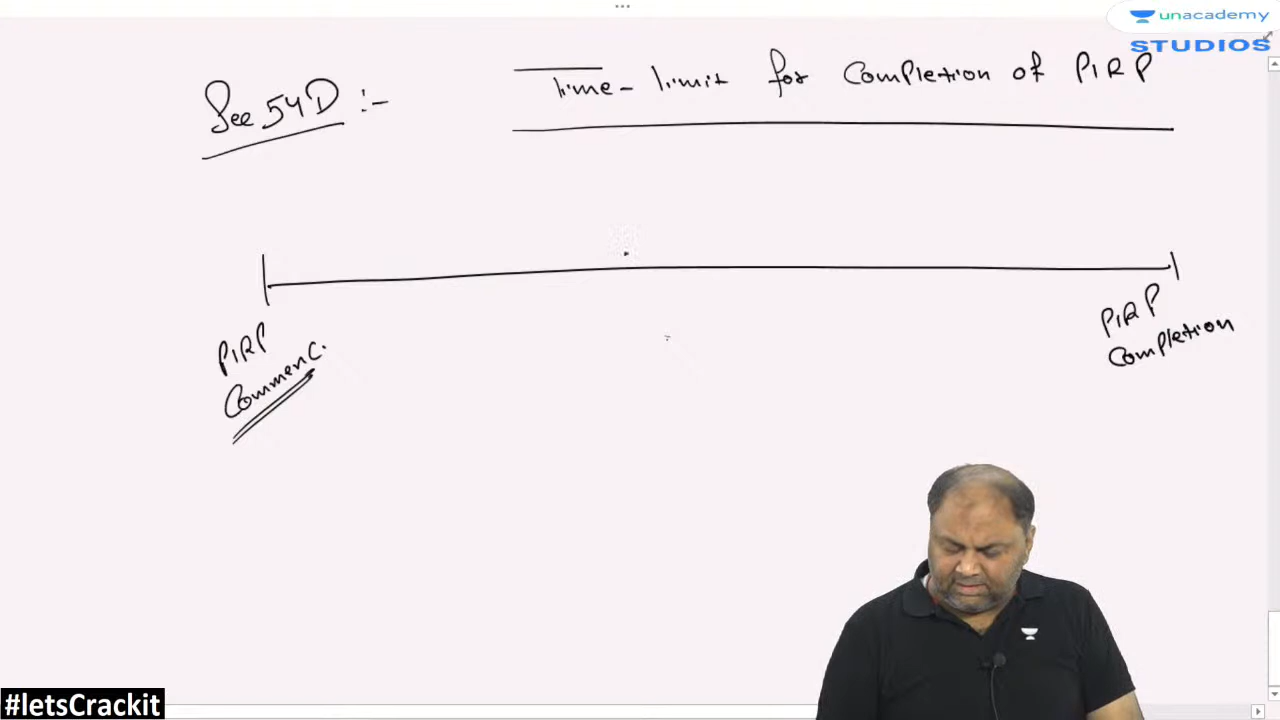 unacademy
STUDIOS
Sec 54D :-
Time-limit for Completion of PIRP
PIRP
Commenc.
PIRP
Completion
#letsCrackit